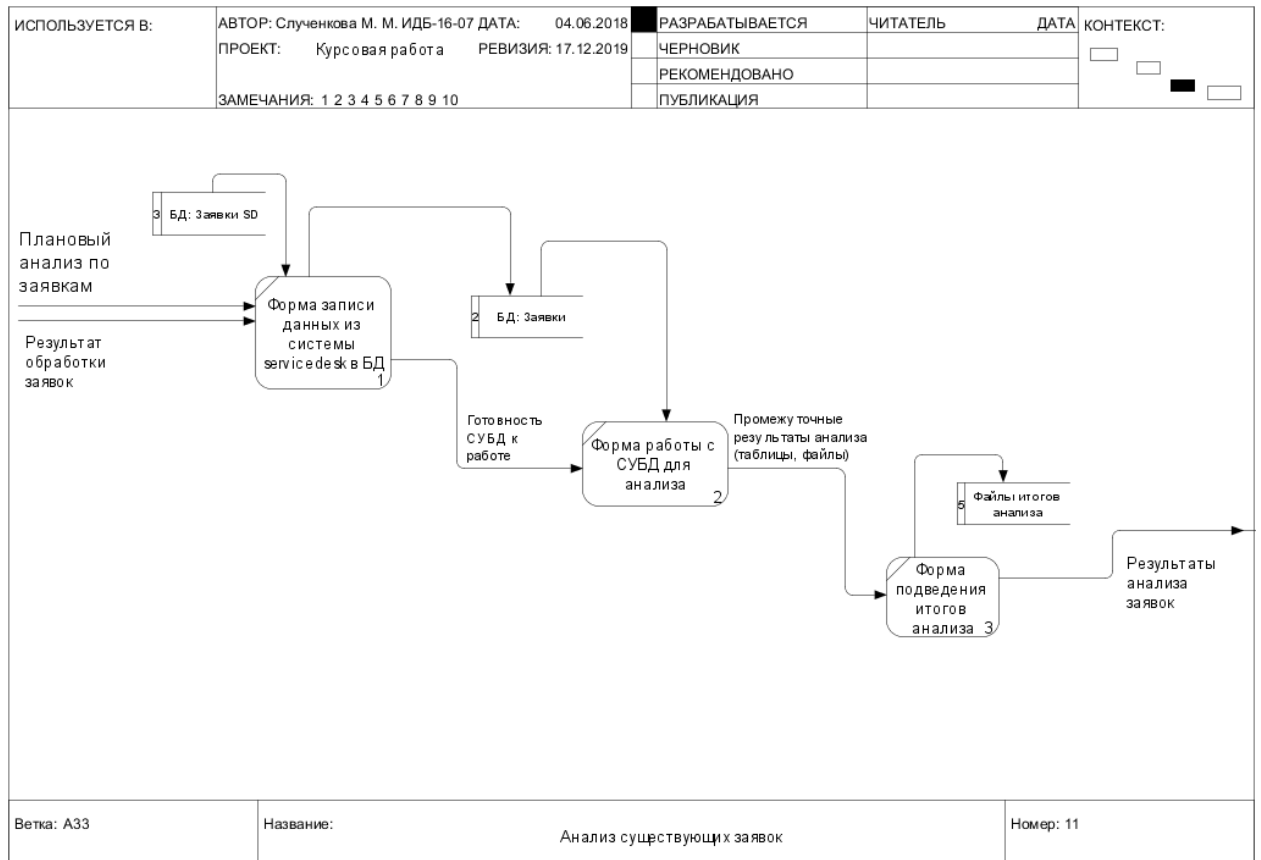 ИСПОЛЬЗУЕТСЯ В:
АВТОР: Слученкова М. М. ИДБ-16-07 ДАТА: 04.06.2018
РАЗРАБАТЫВАЕТСЯ
ЧИТАТЕЛЬ
ДАТА
КОНТЕКСТ:
ПРОЕКТ: Курсовая работа РЕВИЗИЯ: 17.12.2019
ЧЕРНОВИК
РЕКОМЕНДОВАНО
ЗАМЕЧАНИЯ: 1 2 3 4 5 6 7 8 9 10
ПУБЛИКАЦИЯ
3 БД: Заявки SD
Плановый
анализ по
заявкам
Результат
обработки
заявок
Форма записи
данных из
системы
servicedesk в БД
1
2 БД: Заявки
Готовность
СУБД к
работе
Форма работы с
СУБД для
анализа
2
Промежуточные
результаты анализа
(таблицы, файлы)
5 Файлы итогов
анализа
Форма
подведения
итогов
анализа 3
Результаты
анализа
заявок
Ветка: A33
Название:
Анализ существующих заявок
Номер: 11